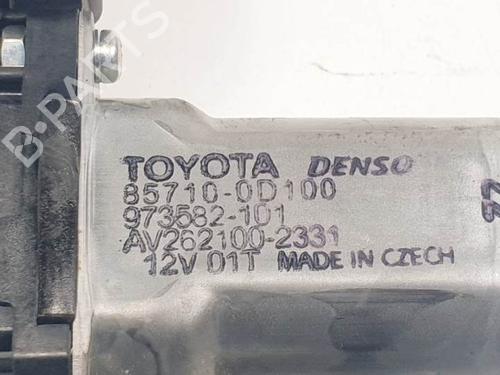 B-PARTS
TOYOTA DENSO
85710-0D100
973582-101
AV262100-2331
12V 01T MADE IN CZECH